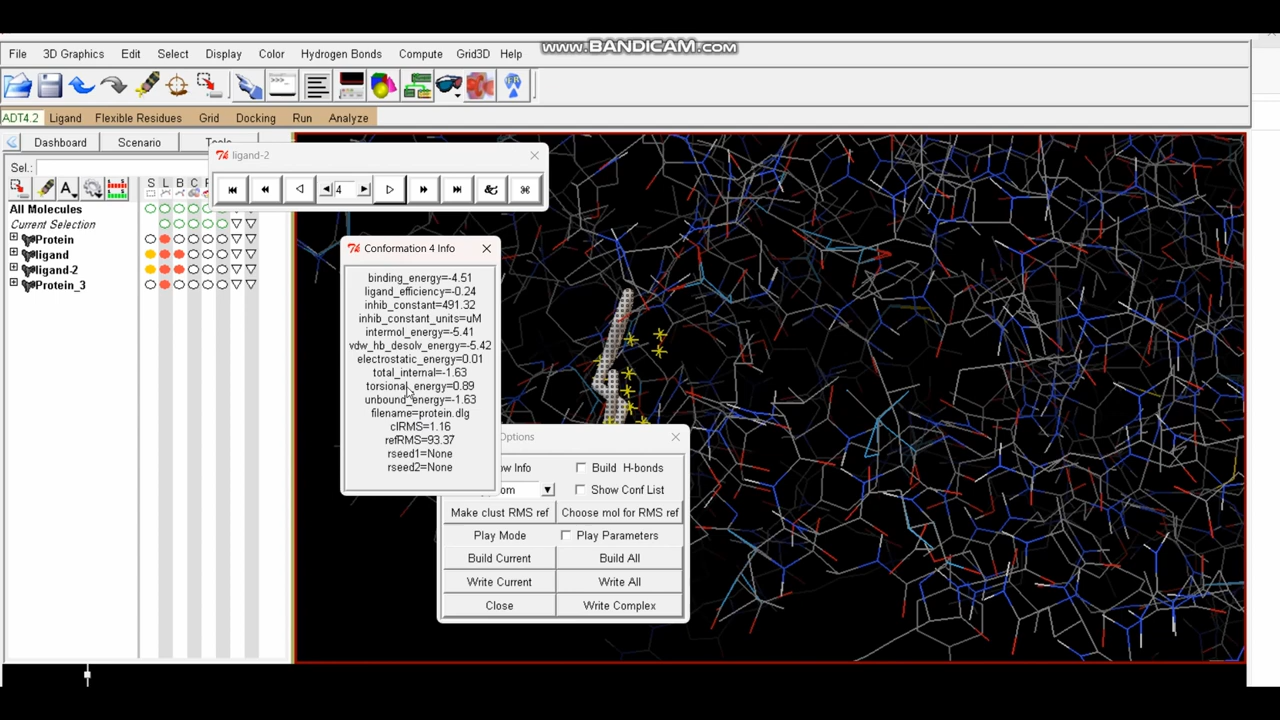 www.BANDICAM.com
File 3D Graphics Edit Select Display Color Hydrogen Bonds Compute Grid3D Help
ADT4.2 Ligand Flexible Residues Grid Docking Run Analyze
Dashboard Scenario Tools
ligand-2
Sel.:
4
S L B C R
All Molecules
Current Selection
Protein
ligand
ligand-2
Protein_3
Conformation 4 Info
binding_energy=-4.51
ligand_efficiency=-0.24
inhib_constant=491.32
inhib_constant_units=uM
intermol_energy=-5.41
vdw_hb_desolv_energy=-5.42
electrostatic_energy=0.01
total_internal=-1.63
torsional_energy=0.89
unbound_energy=-1.63
filename=protein.dlg
clRMS=1.16
refRMS=93.37
rseed1=None
rseed2=None
Options
ow Info Build H-bonds
om Show Conf List
Make clust RMS ref Choose mol for RMS ref
Play Mode Play Parameters
Build Current Build All
Write Current Write All
Close Write Complex